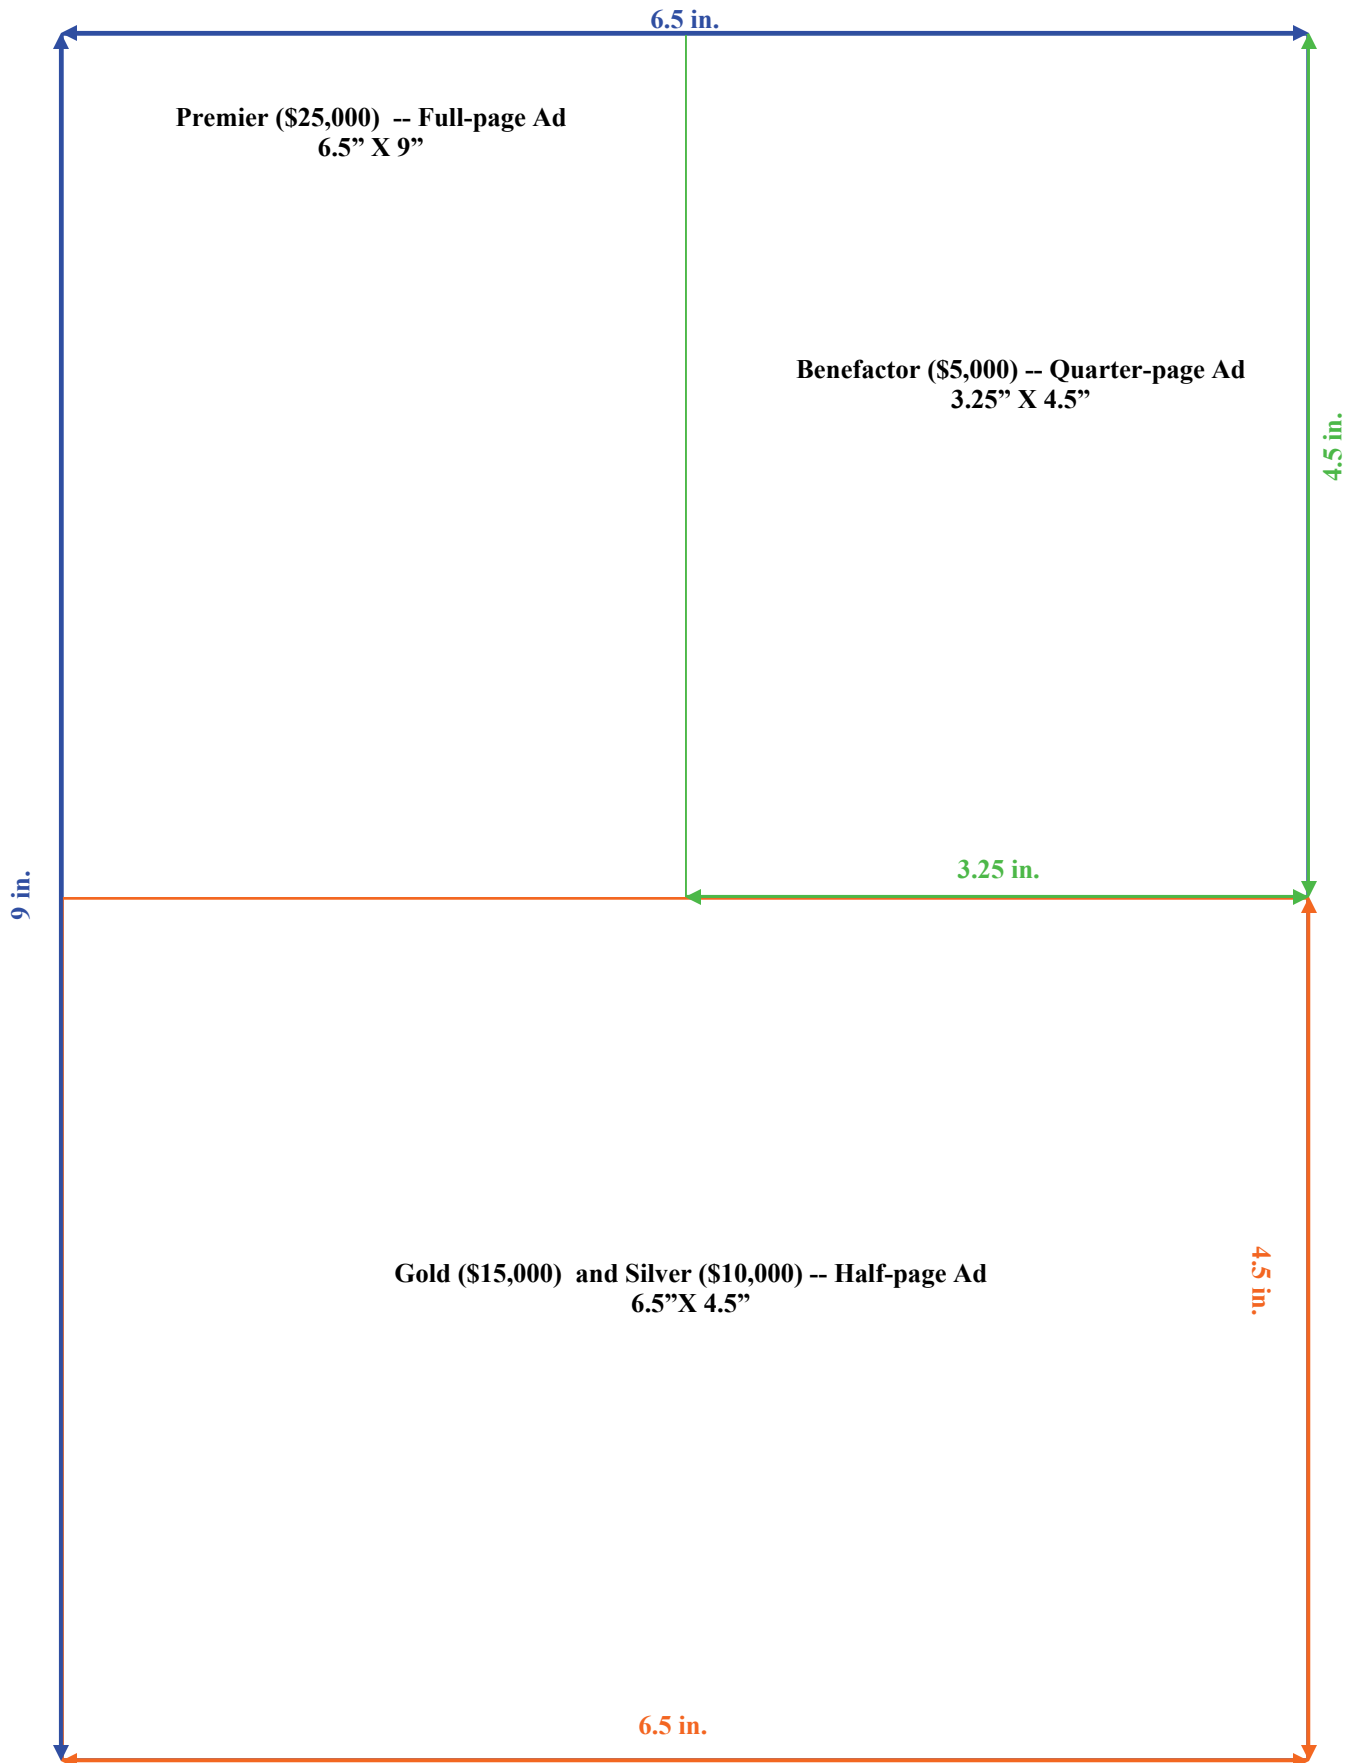 6.5 in.
Premier ($25,000)  -- Full-page Ad
6.5” X 9”
Benefactor ($5,000) -- Quarter-page Ad
3.25” X 4.5”
4.5 in.
3.25 in.
9 in.
Gold ($15,000)  and Silver ($10,000) -- Half-page Ad
6.5”X 4.5”
4.5 in.
6.5 in.